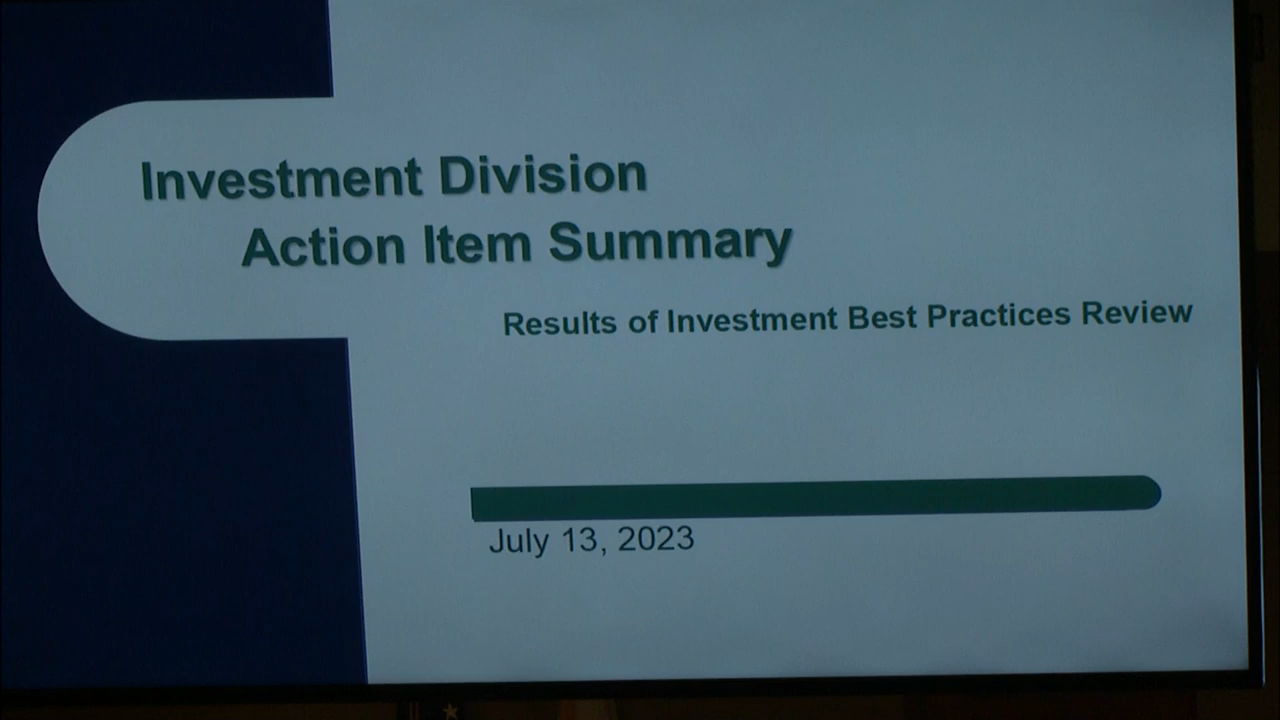 Investment Division
Action Item Summary
Results of Investment Best Practices Review
July 13, 2023